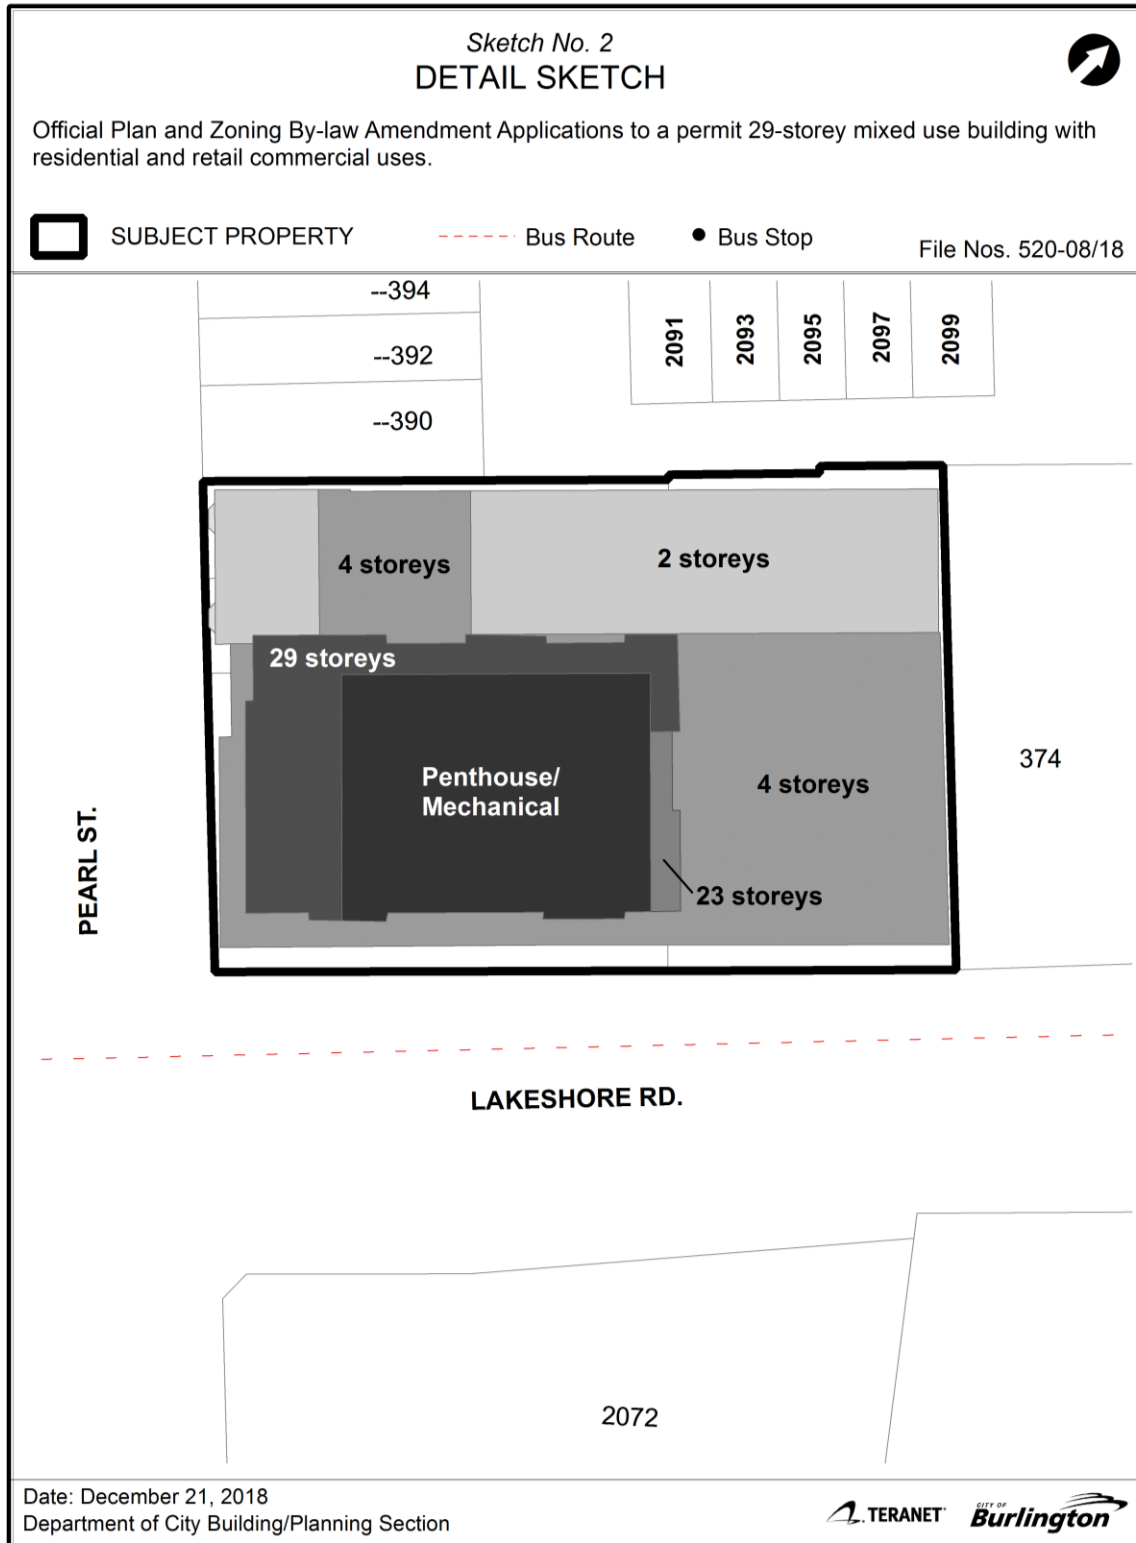 Sketch No. 2
DETAIL SKETCH
Official Plan and Zoning By-law Amendment Applications to a permit 29-storey mixed use building with
residential and retail commercial uses.
SUBJECT PROPERTY
Bus Route
Bus Stop
File Nos. 520-08/18
--394
--392
--390
2091
2093
2095
2097
2099
4 storeys
2 storeys
29 storeys
Penthouse/
Mechanical
4 storeys
23 storeys
374
PEARL ST.
LAKESHORE RD.
2072
Date: December 21, 2018
Department of City Building/Planning Section
TERANET
CITY OF
Burlington